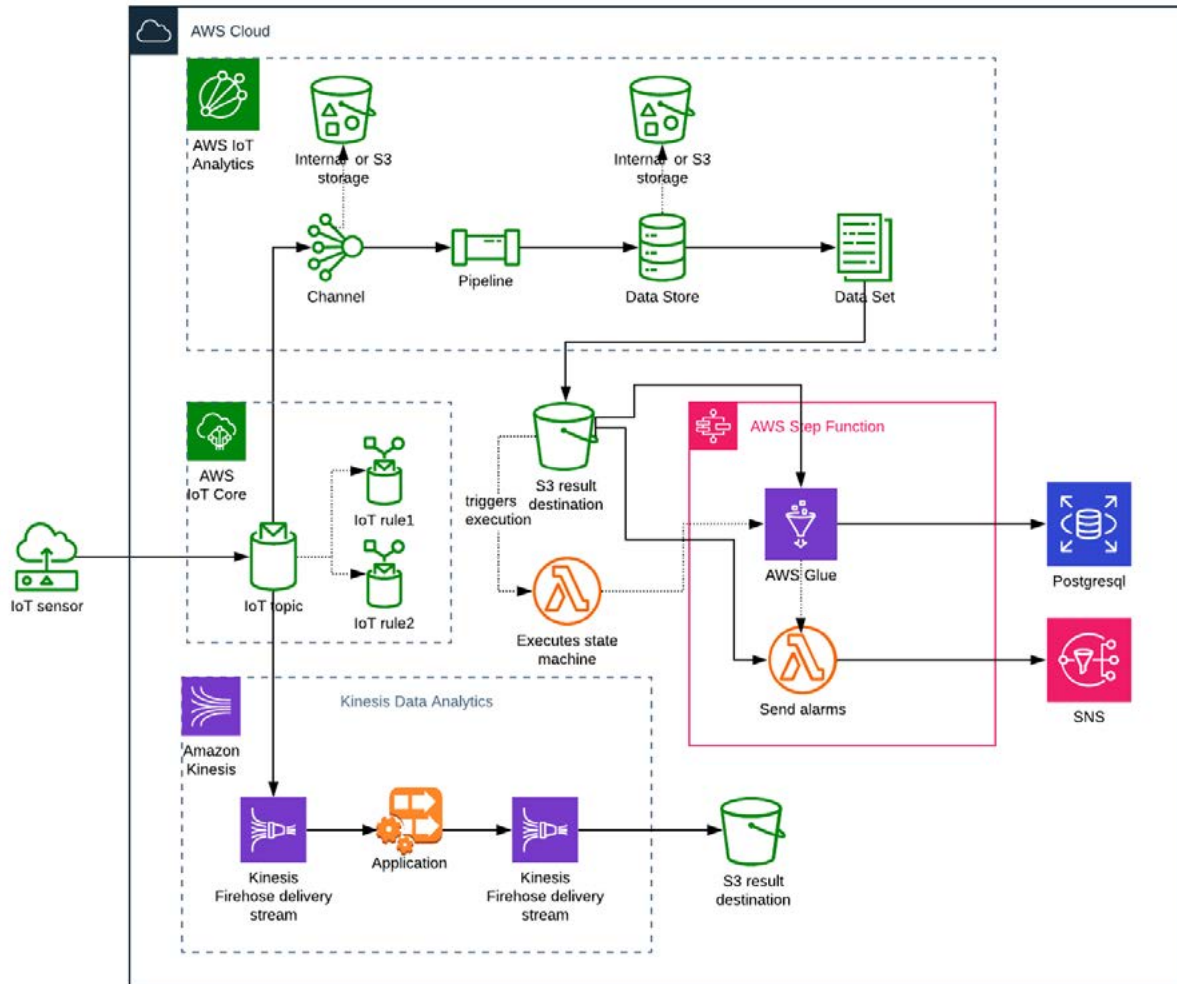 AWS Cloud
AWS IoT
Analytics
Internal or S3
storage
Internal or S3
storage
Channel
Pipeline
Data Store
Data Set
AWS
IoT Core
IoT rule1
IoT topic
IoT rule2
IoT sensor
S3 result
destination
triggers
execution
Executes state
machine
AWS Step Function
AWS Glue
Send alarms
Postgresql
SNS
Amazon
Kinesis
Kinesis Data Analytics
Kinesis
Firehose delivery
stream
Application
Kinesis
Firehose delivery
stream
S3 result
destination